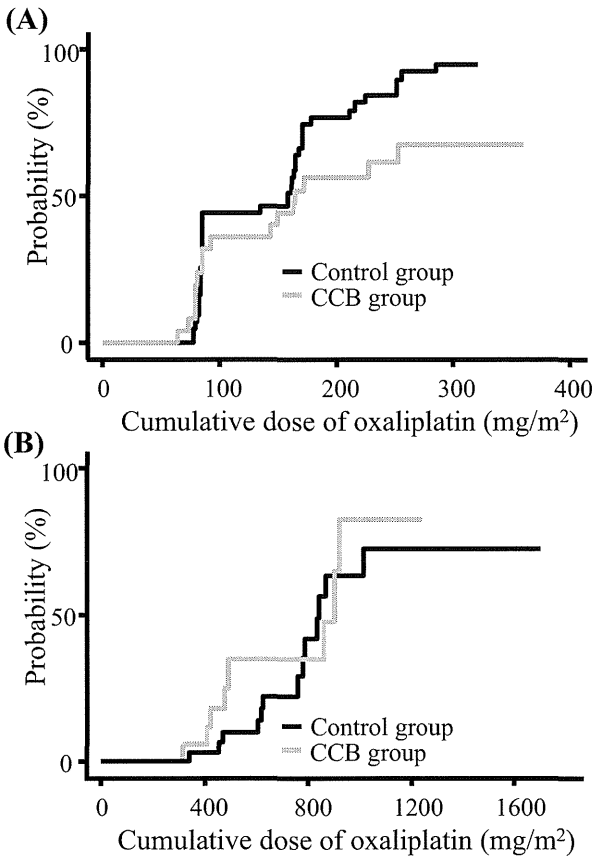 (A)
100
50
0
Probability (%)
Control group
CCB group
0 100 200 300 400
Cumulative dose of oxaliplatin (mg/m²)
(B)
100
50
0
Probability (%)
Control group
CCB group
0 400 800 1200 1600
Cumulative dose of oxaliplatin (mg/m²)